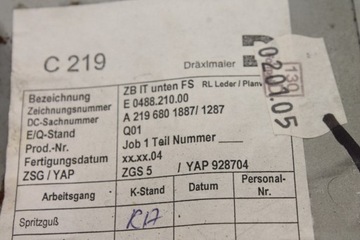 C 219 Dräxlmaier
Bezeichnung ZB IT unten FS RL Leder / Planv
Zeichnungsnummer E 0488.210.00
DC-Sachnummer A 219 680 1887/ 1287
E/Q-Stand Q01
Prod.-Nr. Job 1 Teil Nummer
Fertigungsdatum xx.xx.04
ZSG / YAP ZGS 5 / YAP 928704
Arbeitsgang K-Stand Datum Personal-
Nr.
Spritzguß KA
02.01.05
130